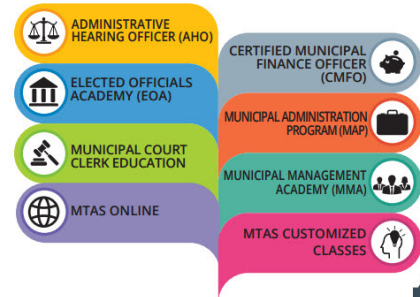 ADMINISTRATIVE
HEARING OFFICER (AHO)
ELECTED OFFICIALS
ACADEMY (EOA)
MUNICIPAL COURT
CLERK EDUCATION
MTAS ONLINE
CERTIFIED MUNICIPAL
FINANCE OFFICER
(CMFO)
MUNICIPAL ADMINISTRATION
PROGRAM (MAP)
MUNICIPAL MANAGEMENT
ACADEMY (MMA)
MTAS CUSTOMIZED
CLASSES